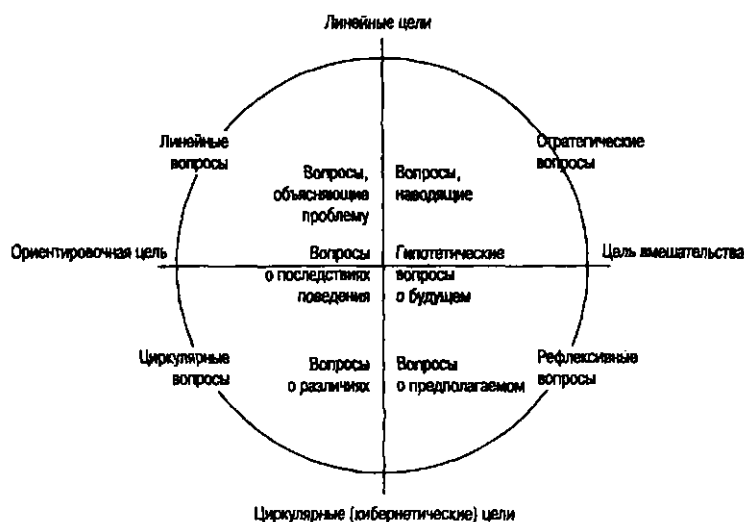 Линейные цели
Линейные
вопросы
Вопросы,
объясняющие
проблему
Вопросы,
наводящие
Стратегические
вопросы
Ориентировочная цель
Вопросы
о последствиях
поведения
Гипотетические
вопросы
о будущем
Цель вмешательства
Циркулярные
вопросы
Вопросы
о различиях
Вопросы
о предполагаемом
Рефлексивные
вопросы
Циркулярные (кибернетические) цели